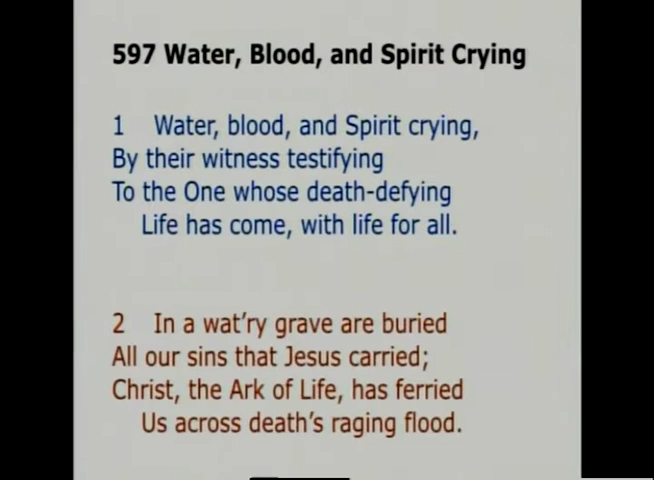 597 Water, Blood, and Spirit Crying
1 Water, blood, and Spirit crying,
By their witness testifying
To the One whose death-defying
Life has come, with life for all.
2 In a wat'ry grave are buried
All our sins that Jesus carried;
Christ, the Ark of Life, has ferried
Us across death's raging flood.